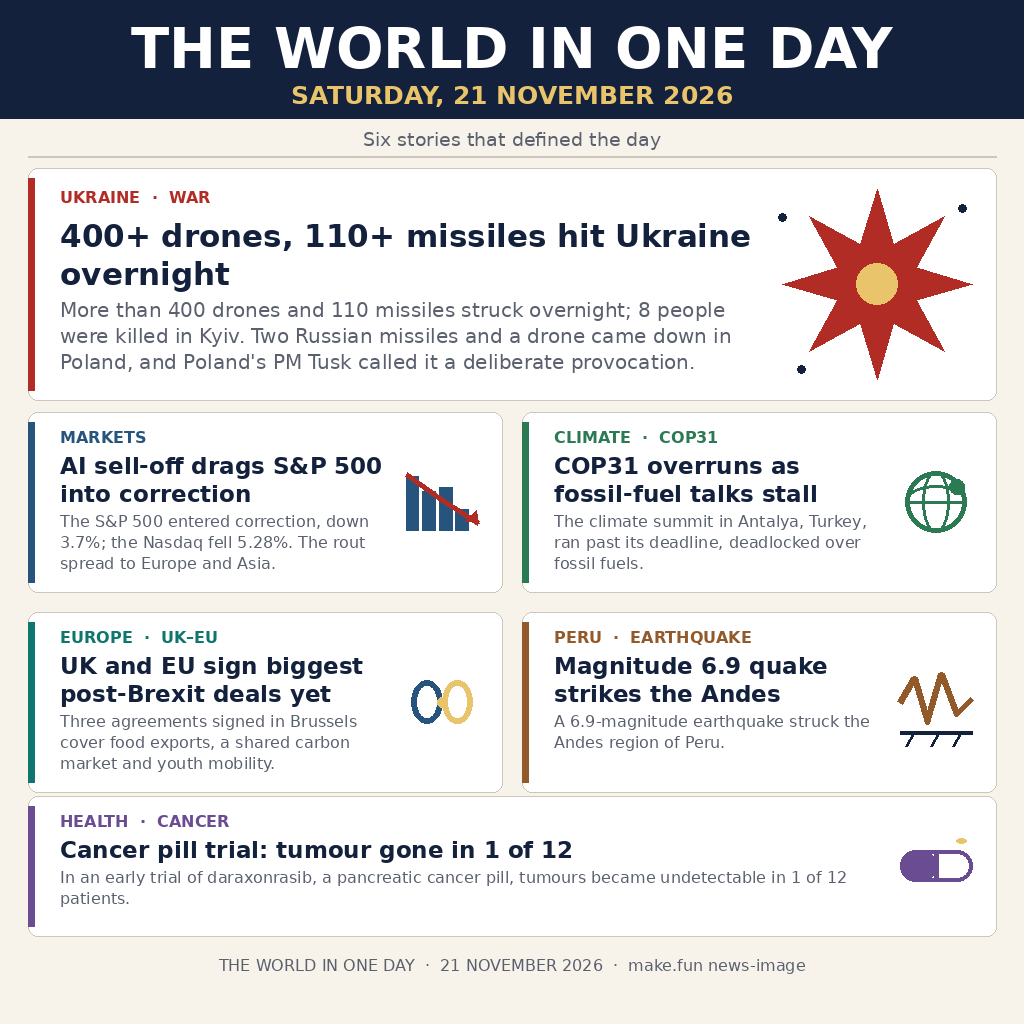 THE WORLD IN ONE DAY
SATURDAY, 21 NOVEMBER 2026
Six stories that defined the day
UKRAINE · WAR
400+ drones, 110+ missiles hit Ukraine
overnight
More than 400 drones and 110 missiles struck overnight; 8 people
were killed in Kyiv. Two Russian missiles and a drone came down in
Poland, and Poland's PM Tusk called it a deliberate provocation.
MARKETS
AI sell-off drags S&P 500
into correction
The S&P 500 entered correction, down
3.7%; the Nasdaq fell 5.28%. The rout
spread to Europe and Asia.
CLIMATE · COP31
COP31 overruns as
fossil-fuel talks stall
The climate summit in Antalya, Turkey,
ran past its deadline, deadlocked over
fossil fuels.
EUROPE · UK–EU
UK and EU sign biggest
post-Brexit deals yet
Three agreements signed in Brussels
cover food exports, a shared carbon
market and youth mobility.
PERU · EARTHQUAKE
Magnitude 6.9 quake
strikes the Andes
A 6.9-magnitude earthquake struck the
Andes region of Peru.
HEALTH · CANCER
Cancer pill trial: tumour gone in 1 of 12
In an early trial of daraxonrasib, a pancreatic cancer pill, tumours became undetectable in 1 of 12
patients.
THE WORLD IN ONE DAY · 21 NOVEMBER 2026 · make.fun news-image